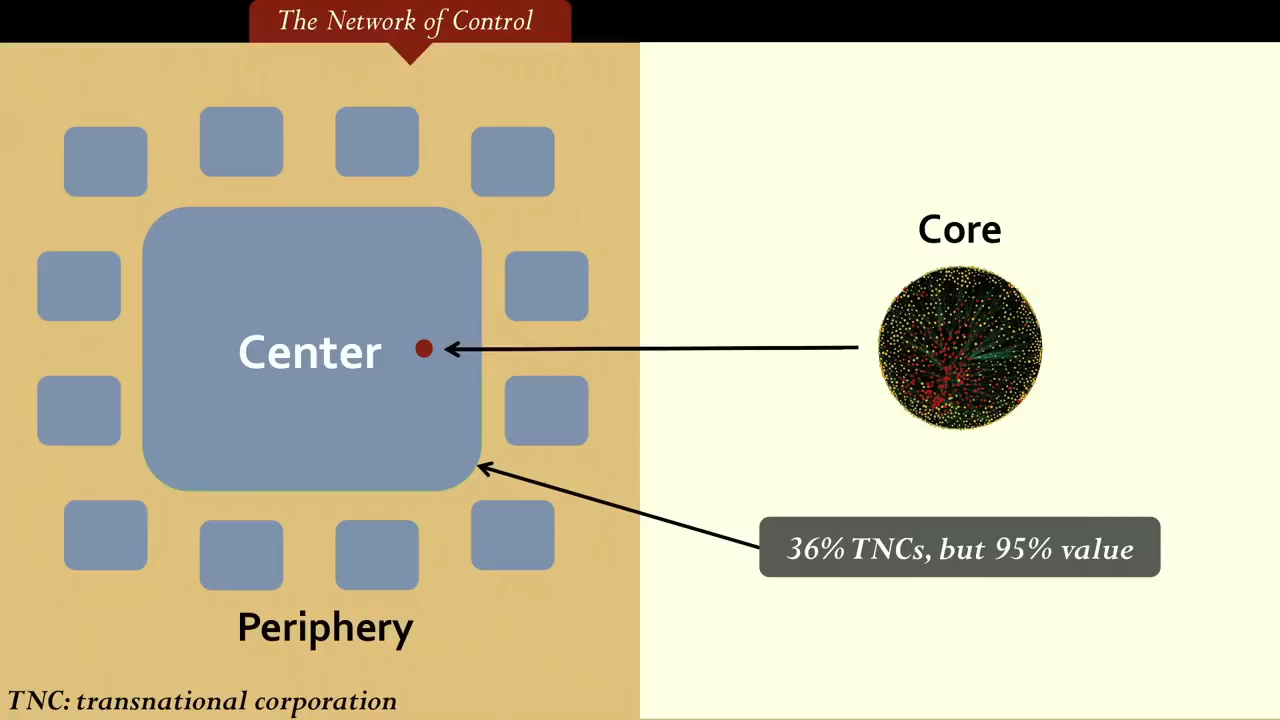 The Network of Control
Core
Center
36% TNCs, but 95% value
Periphery
TNC: transnational corporation